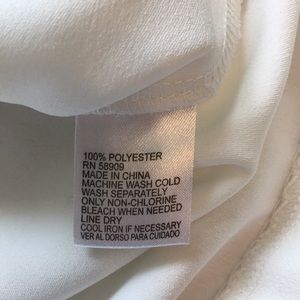 100% POLYESTER
RN 58909
MADE IN CHINA
MACHINE WASH COLD
WASH SEPARATELY
ONLY NON-CHLORINE
BLEACH WHEN NEEDED
LINE DRY
COOL IRON IF NECESSARY
VER AL DORSO PARA CUIDADO